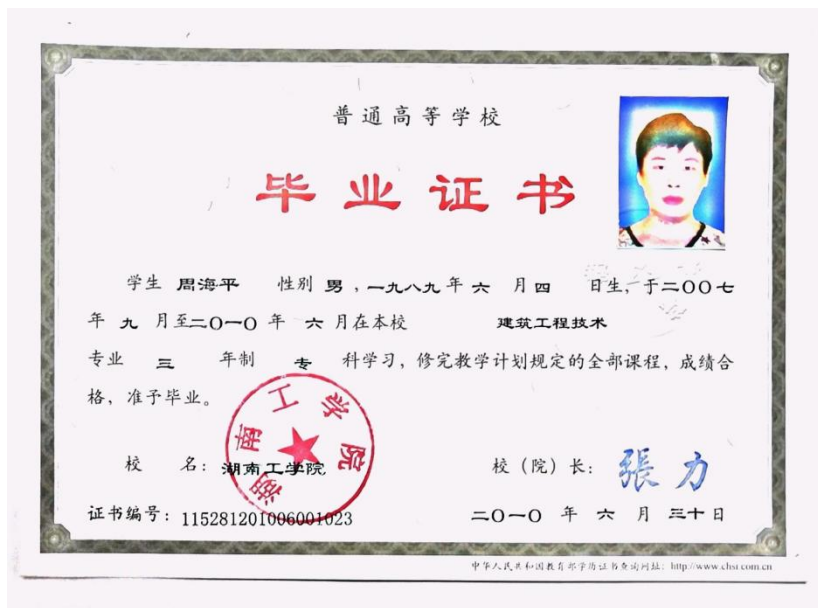 普通高等学校
毕业证书
学生 周海平 性别 男，一九八九年 六 月四 日生，于二〇〇七
年 九 月至二〇一〇 年 六 月在本校 建筑工程技术
专业 三 年制 专 科学习，修完教学计划规定的全部课程，成绩合
格，准予毕业。
湖南工学院
校 名：湖南工学院 校（院）长：張力
证书编号：115281201006001023 二〇一〇 年 六 月 三十日
中华人民共和国教育部学历证书查询网址：http://www.chsi.com.cn